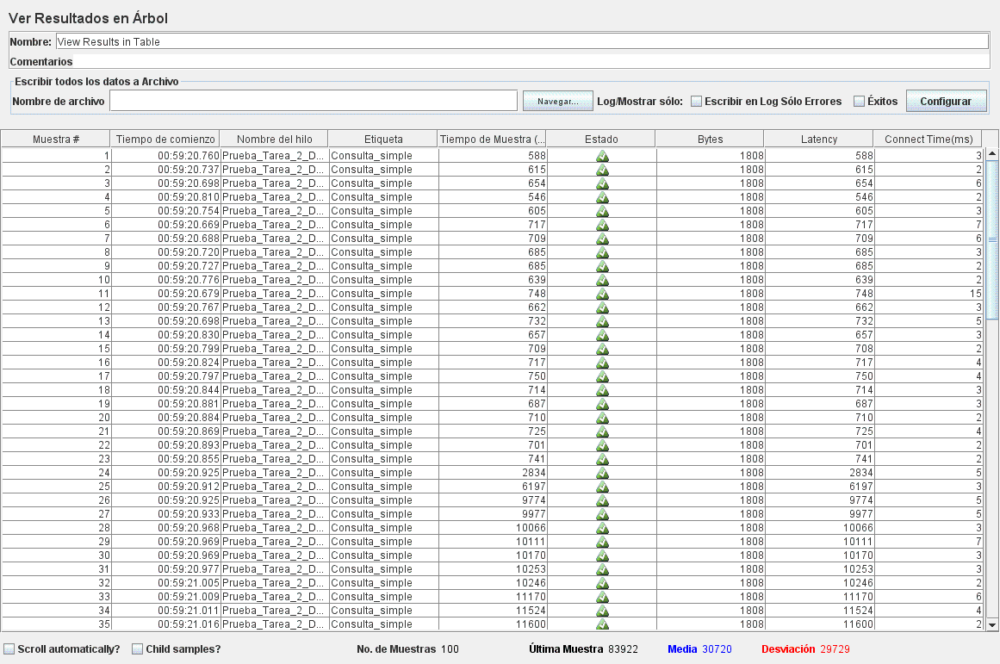 Ver Resultados en Árbol
Nombre: View Results in Table
Comentarios
Escribir todos los datos a Archivo
Nombre de archivo Navegar... Log/Mostrar sólo: Escribir en Log Sólo Errores Éxitos Configurar
Muestra # Tiempo de comienzo Nombre del hilo Etiqueta Tiempo de Muestra (... Estado Bytes Latency Connect Time(ms)
1 00:59:20.760 Prueba_Tarea_2_D... Consulta_simple 588 1808 588 3
2 00:59:20.737 Prueba_Tarea_2_D... Consulta_simple 615 1808 615 2
3 00:59:20.698 Prueba_Tarea_2_D... Consulta_simple 654 1808 654 6
4 00:59:20.810 Prueba_Tarea_2_D... Consulta_simple 546 1808 546 2
5 00:59:20.754 Prueba_Tarea_2_D... Consulta_simple 605 1808 605 3
6 00:59:20.669 Prueba_Tarea_2_D... Consulta_simple 717 1808 717 7
7 00:59:20.688 Prueba_Tarea_2_D... Consulta_simple 709 1808 709 6
8 00:59:20.720 Prueba_Tarea_2_D... Consulta_simple 685 1808 685 3
9 00:59:20.727 Prueba_Tarea_2_D... Consulta_simple 685 1808 685 2
10 00:59:20.776 Prueba_Tarea_2_D... Consulta_simple 639 1808 639 2
11 00:59:20.679 Prueba_Tarea_2_D... Consulta_simple 748 1808 748 15
12 00:59:20.767 Prueba_Tarea_2_D... Consulta_simple 662 1808 662 3
13 00:59:20.698 Prueba_Tarea_2_D... Consulta_simple 732 1808 732 5
14 00:59:20.830 Prueba_Tarea_2_D... Consulta_simple 657 1808 657 3
15 00:59:20.799 Prueba_Tarea_2_D... Consulta_simple 709 1808 708 2
16 00:59:20.824 Prueba_Tarea_2_D... Consulta_simple 717 1808 717 4
17 00:59:20.797 Prueba_Tarea_2_D... Consulta_simple 750 1808 750 4
18 00:59:20.844 Prueba_Tarea_2_D... Consulta_simple 714 1808 714 3
19 00:59:20.881 Prueba_Tarea_2_D... Consulta_simple 687 1808 687 3
20 00:59:20.884 Prueba_Tarea_2_D... Consulta_simple 710 1808 710 2
21 00:59:20.869 Prueba_Tarea_2_D... Consulta_simple 725 1808 725 4
22 00:59:20.893 Prueba_Tarea_2_D... Consulta_simple 701 1808 701 2
23 00:59:20.855 Prueba_Tarea_2_D... Consulta_simple 741 1808 741 2
24 00:59:20.925 Prueba_Tarea_2_D... Consulta_simple 2834 1808 2834 5
25 00:59:20.912 Prueba_Tarea_2_D... Consulta_simple 6197 1808 6197 3
26 00:59:20.925 Prueba_Tarea_2_D... Consulta_simple 9774 1808 9774 5
27 00:59:20.933 Prueba_Tarea_2_D... Consulta_simple 9977 1808 9977 5
28 00:59:20.968 Prueba_Tarea_2_D... Consulta_simple 10066 1808 10066 3
29 00:59:20.969 Prueba_Tarea_2_D... Consulta_simple 10111 1808 10111 7
30 00:59:20.969 Prueba_Tarea_2_D... Consulta_simple 10170 1808 10170 3
31 00:59:20.977 Prueba_Tarea_2_D... Consulta_simple 10253 1808 10253 3
32 00:59:21.005 Prueba_Tarea_2_D... Consulta_simple 10246 1808 10246 2
33 00:59:21.009 Prueba_Tarea_2_D... Consulta_simple 11170 1808 11170 6
34 00:59:21.011 Prueba_Tarea_2_D... Consulta_simple 11524 1808 11524 4
35 00:59:21.016 Prueba_Tarea_2_D... Consulta_simple 11600 1808 11600 2
Scroll automatically? Child samples? No. de Muestras 100 Última Muestra 83922 Media 30720 Desviación 29729